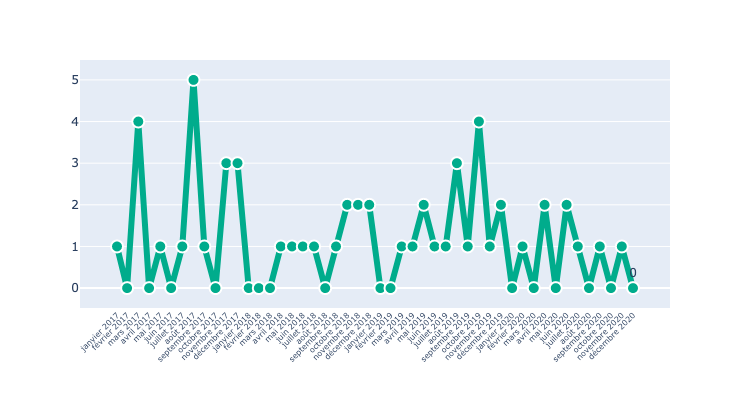 5
4
3
2
1
0
0
janvier 2017
février 2017
mars 2017
avril 2017
mai 2017
juin 2017
juillet 2017
août 2017
septembre 2017
octobre 2017
novembre 2017
décembre 2017
janvier 2018
février 2018
mars 2018
avril 2018
mai 2018
juin 2018
juillet 2018
août 2018
septembre 2018
octobre 2018
novembre 2018
décembre 2018
janvier 2019
février 2019
mars 2019
avril 2019
mai 2019
juin 2019
juillet 2019
août 2019
septembre 2019
octobre 2019
novembre 2019
décembre 2019
janvier 2020
février 2020
mars 2020
avril 2020
mai 2020
juin 2020
juillet 2020
août 2020
septembre 2020
octobre 2020
novembre 2020
décembre 2020